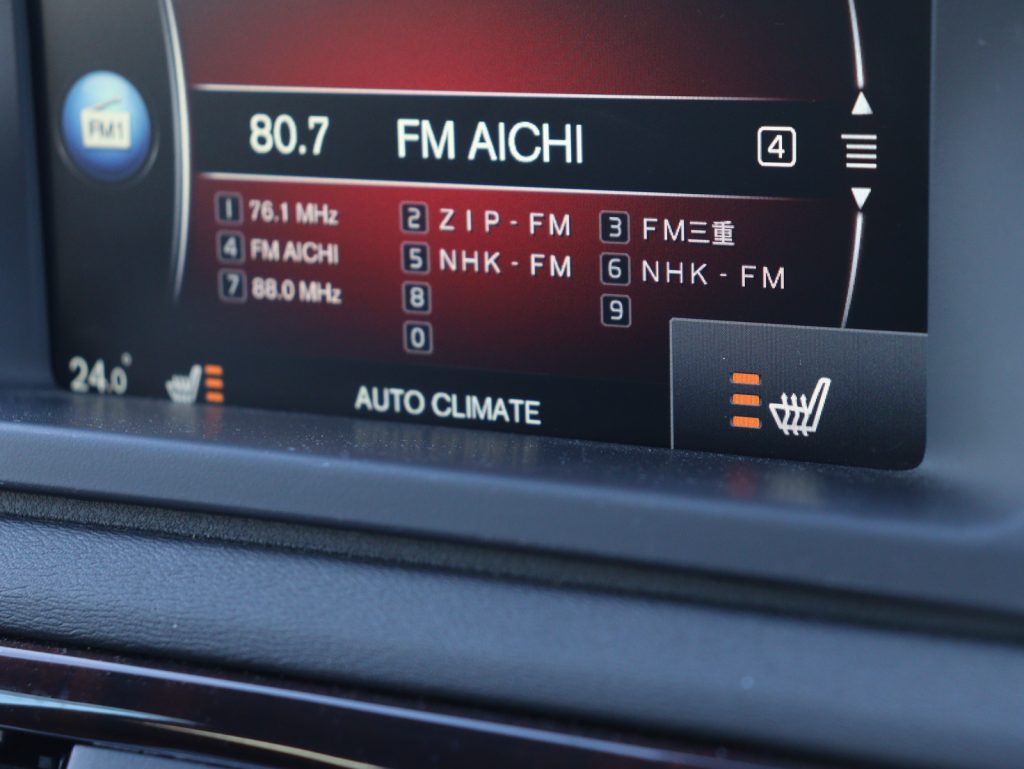 FM1
80.7 FM AICHI 4
1 76.1 MHz 2 ZIP-FM 3 FM三重
4 FM AICHI 5 NHK-FM 6 NHK-FM
7 88.0 MHz 8 9
0
24.0° AUTO CLIMATE